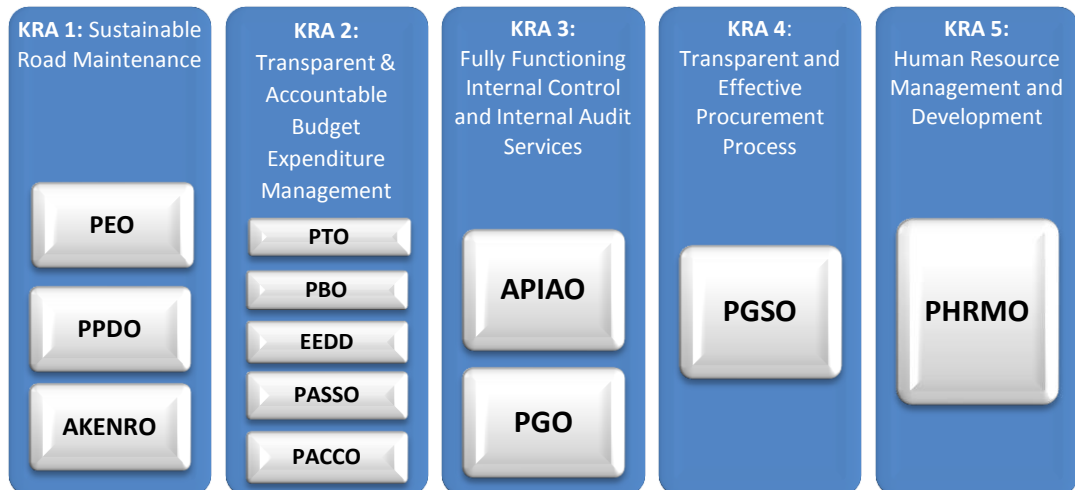 KRA 1: Sustainable
Road Maintenance
PEO
PPDO
AKENRO
KRA 2:
Transparent &
Accountable
Budget
Expenditure
Management
PTO
PBO
EEDD
PASSO
PACCO
KRA 3:
Fully Functioning
Internal Control
and Internal Audit
Services
APIAO
PGO
KRA 4:
Transparent and
Effective
Procurement
Process
PGSO
KRA 5:
Human Resource
Management and
Development
PHRMO